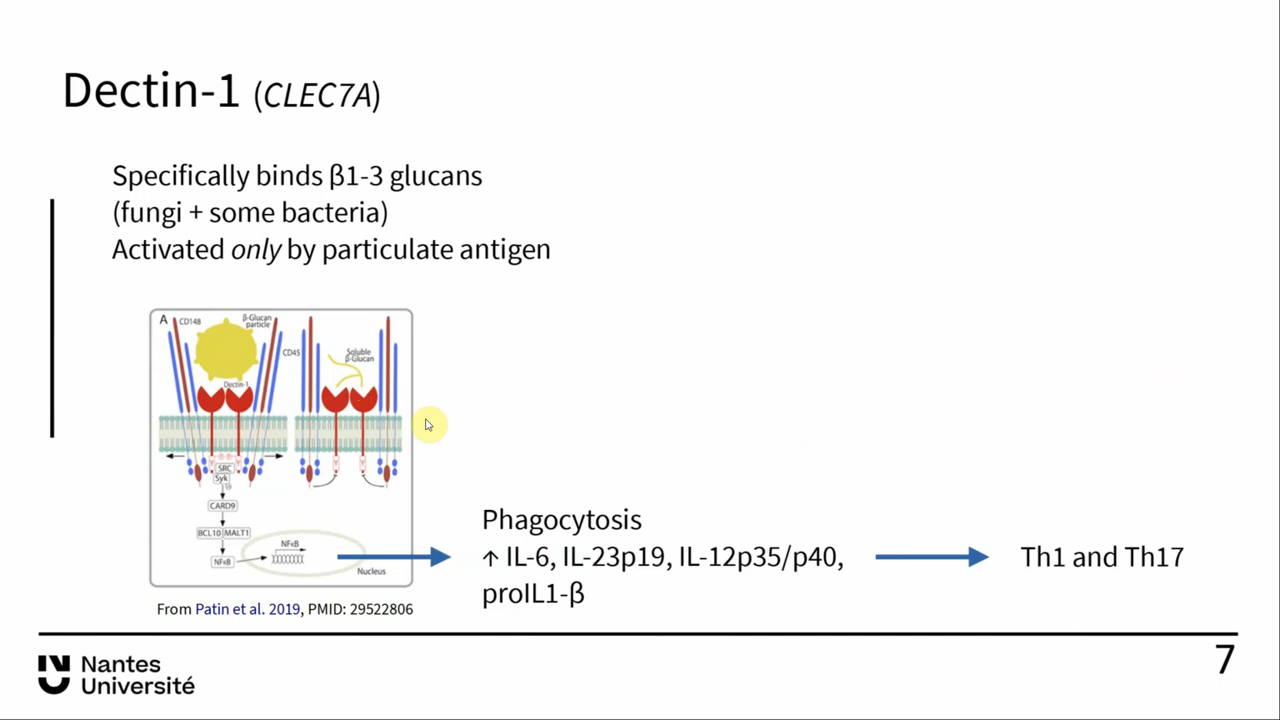 Dectin-1 (CLEC7A)
Specifically binds β1-3 glucans
(fungi + some bacteria)
Activated only by particulate antigen
A
CD148
β-Glucan
particle
CD45
Soluble
β-Glucan
Dectin-1
SRC
Syk
CARD9
BCL10 MALT1
NFκB
NFκB
Nucleus
From Patin et al. 2019, PMID: 29522806
Phagocytosis
↑ IL-6, IL-23p19, IL-12p35/p40,
proIL1-β
Th1 and Th17
7
Nantes
Université